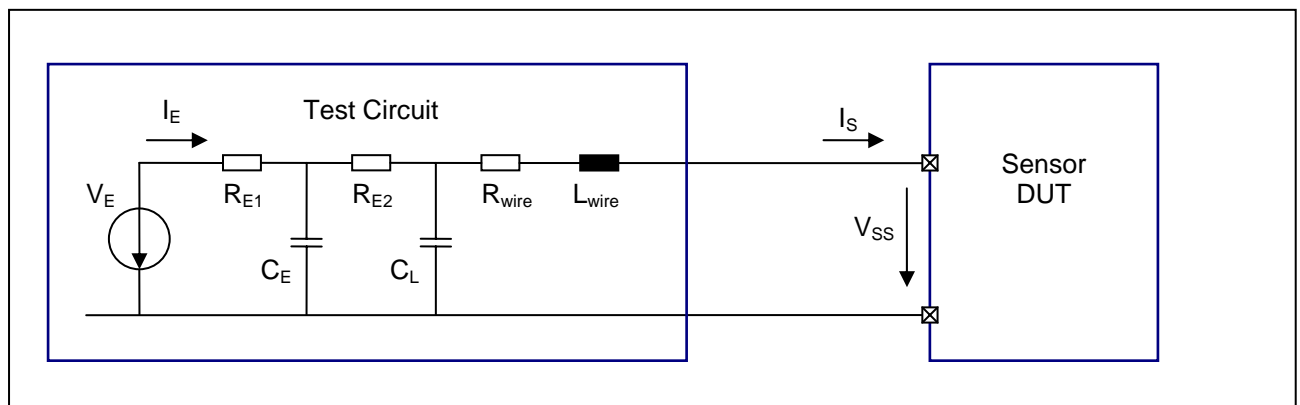 Test Circuit
I_E
I_S
V_E
R_E1
R_E2
R_wire
L_wire
C_E
C_L
V_SS
Sensor
DUT